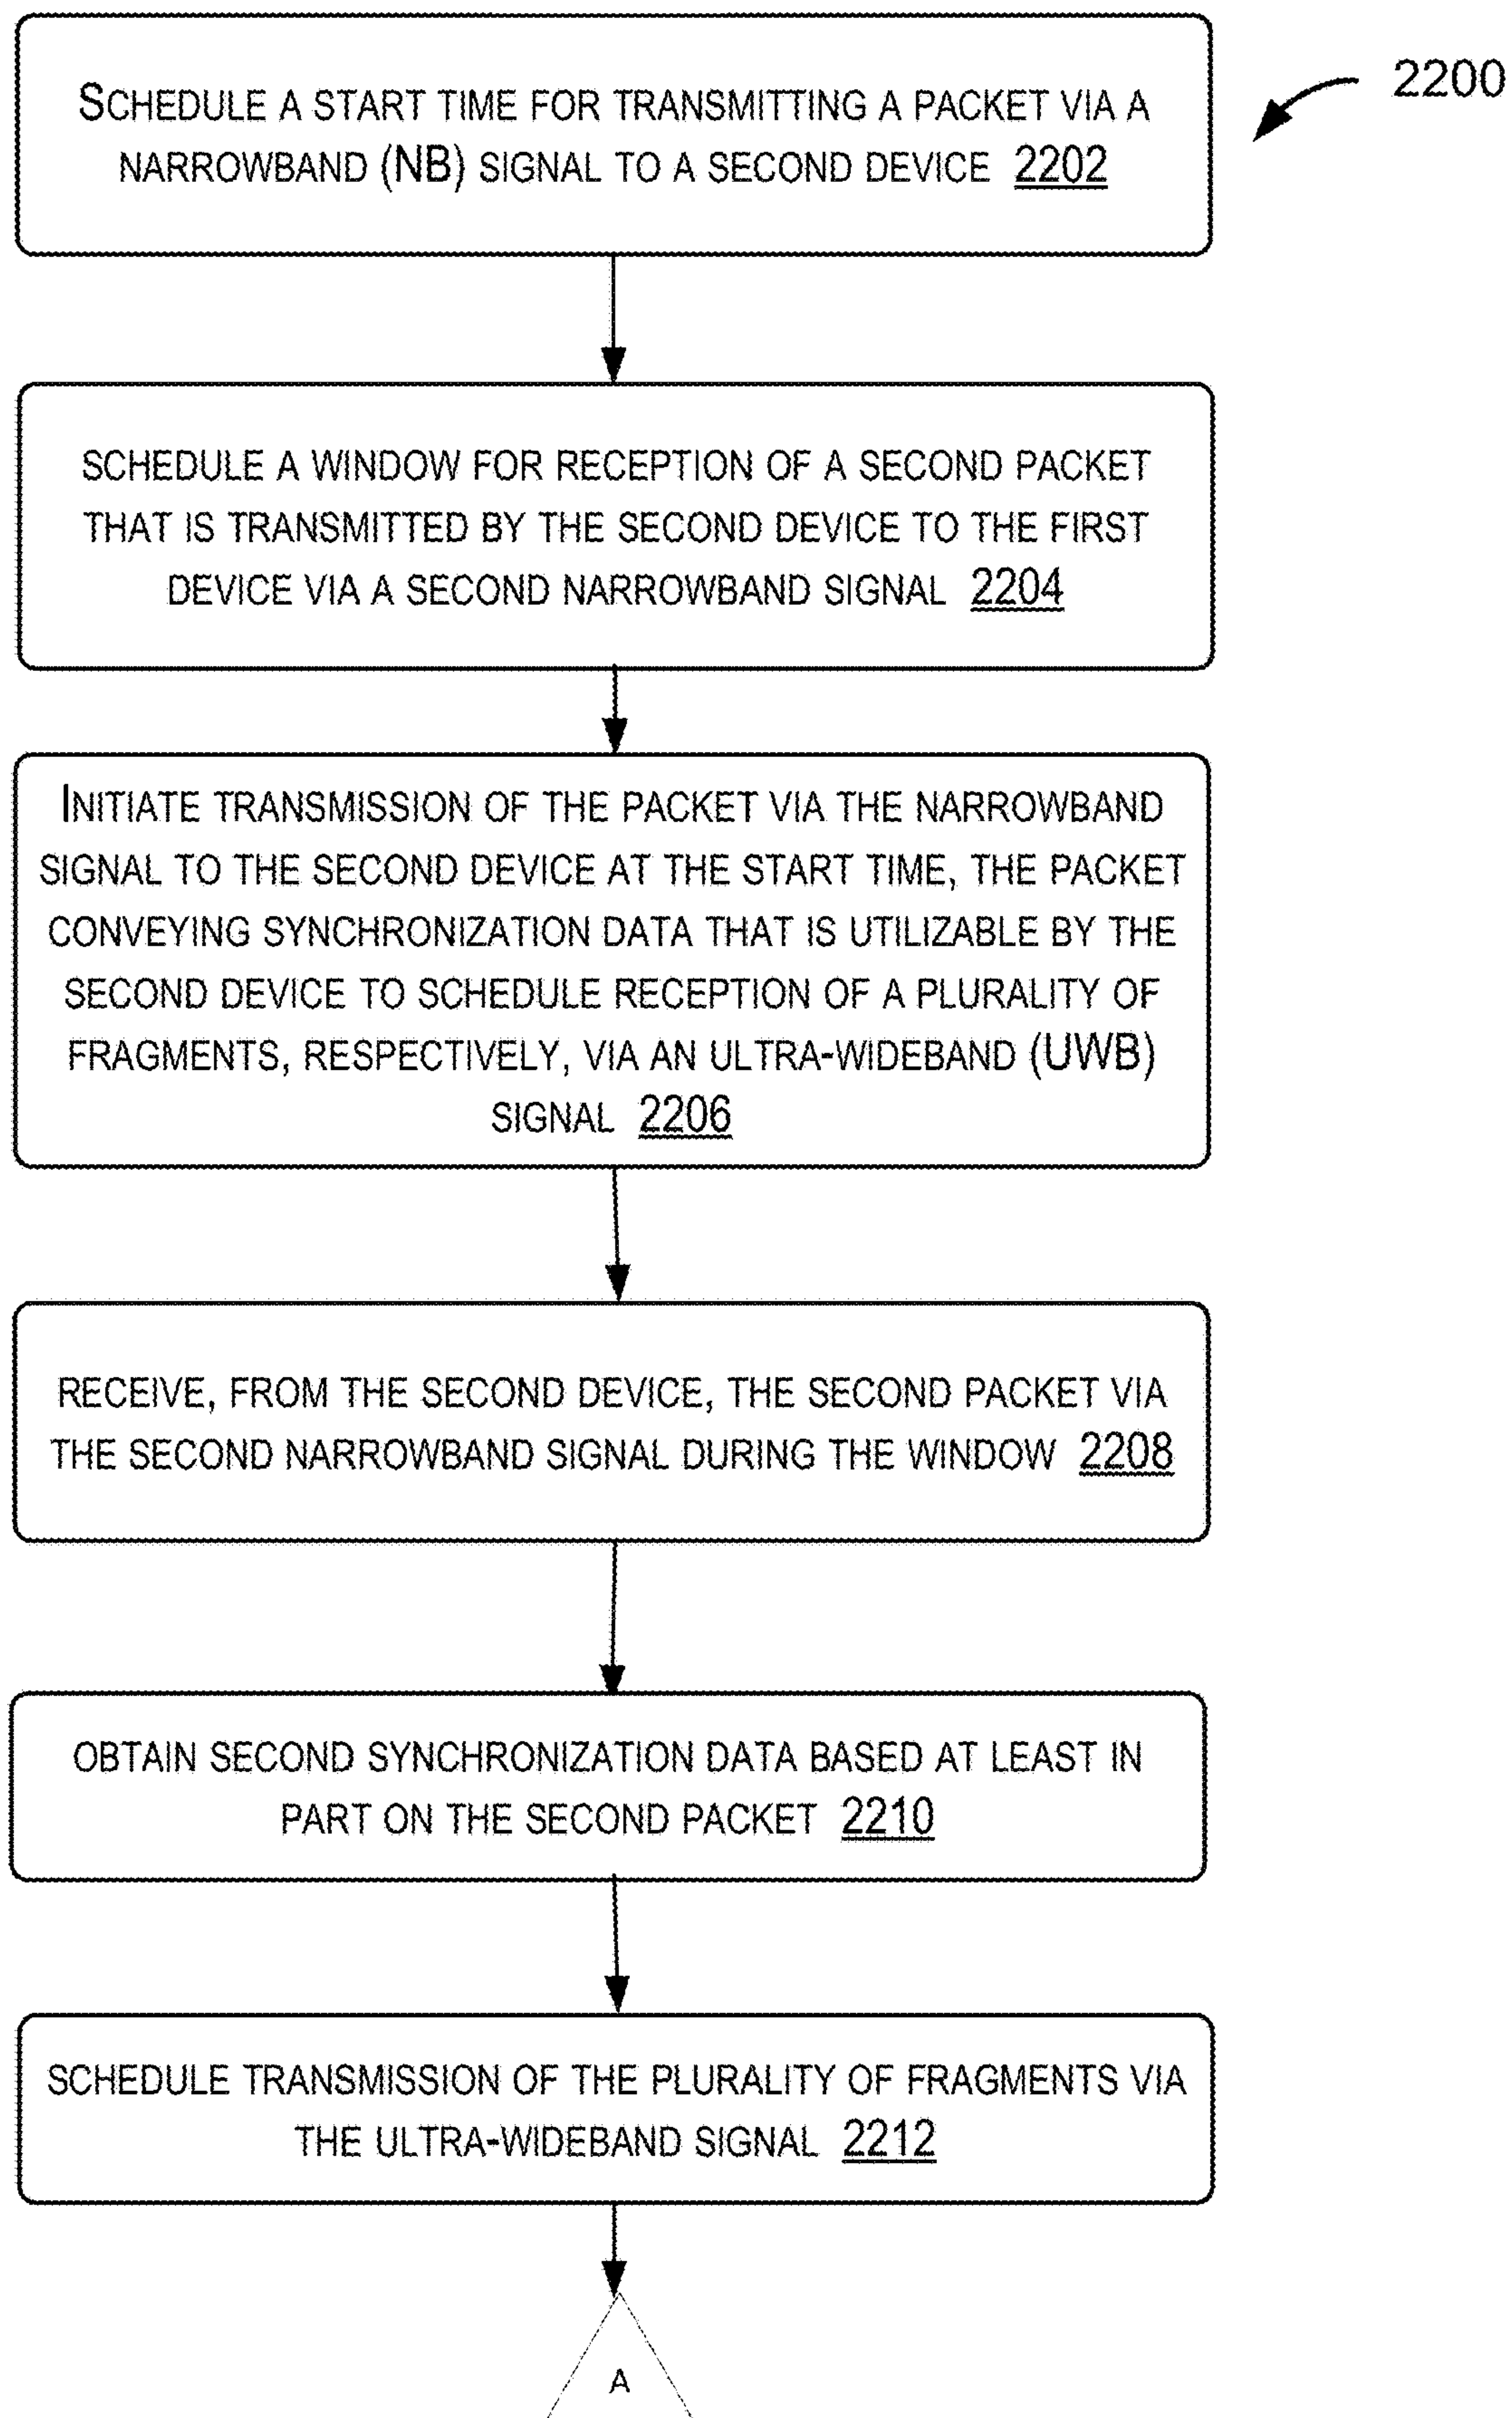 2200
SCHEDULE A START TIME FOR TRANSMITTING A PACKET VIA A
NARROWBAND (NB) SIGNAL TO A SECOND DEVICE 2202
SCHEDULE A WINDOW FOR RECEPTION OF A SECOND PACKET
THAT IS TRANSMITTED BY THE SECOND DEVICE TO THE FIRST
DEVICE VIA A SECOND NARROWBAND SIGNAL 2204
INITIATE TRANSMISSION OF THE PACKET VIA THE NARROWBAND
SIGNAL TO THE SECOND DEVICE AT THE START TIME, THE PACKET
CONVEYING SYNCHRONIZATION DATA THAT IS UTILIZABLE BY THE
SECOND DEVICE TO SCHEDULE RECEPTION OF A PLURALITY OF
FRAGMENTS, RESPECTIVELY, VIA AN ULTRA-WIDEBAND (UWB)
SIGNAL 2206
RECEIVE, FROM THE SECOND DEVICE, THE SECOND PACKET VIA
THE SECOND NARROWBAND SIGNAL DURING THE WINDOW 2208
OBTAIN SECOND SYNCHRONIZATION DATA BASED AT LEAST IN
PART ON THE SECOND PACKET 2210
SCHEDULE TRANSMISSION OF THE PLURALITY OF FRAGMENTS VIA
THE ULTRA-WIDEBAND SIGNAL 2212
A